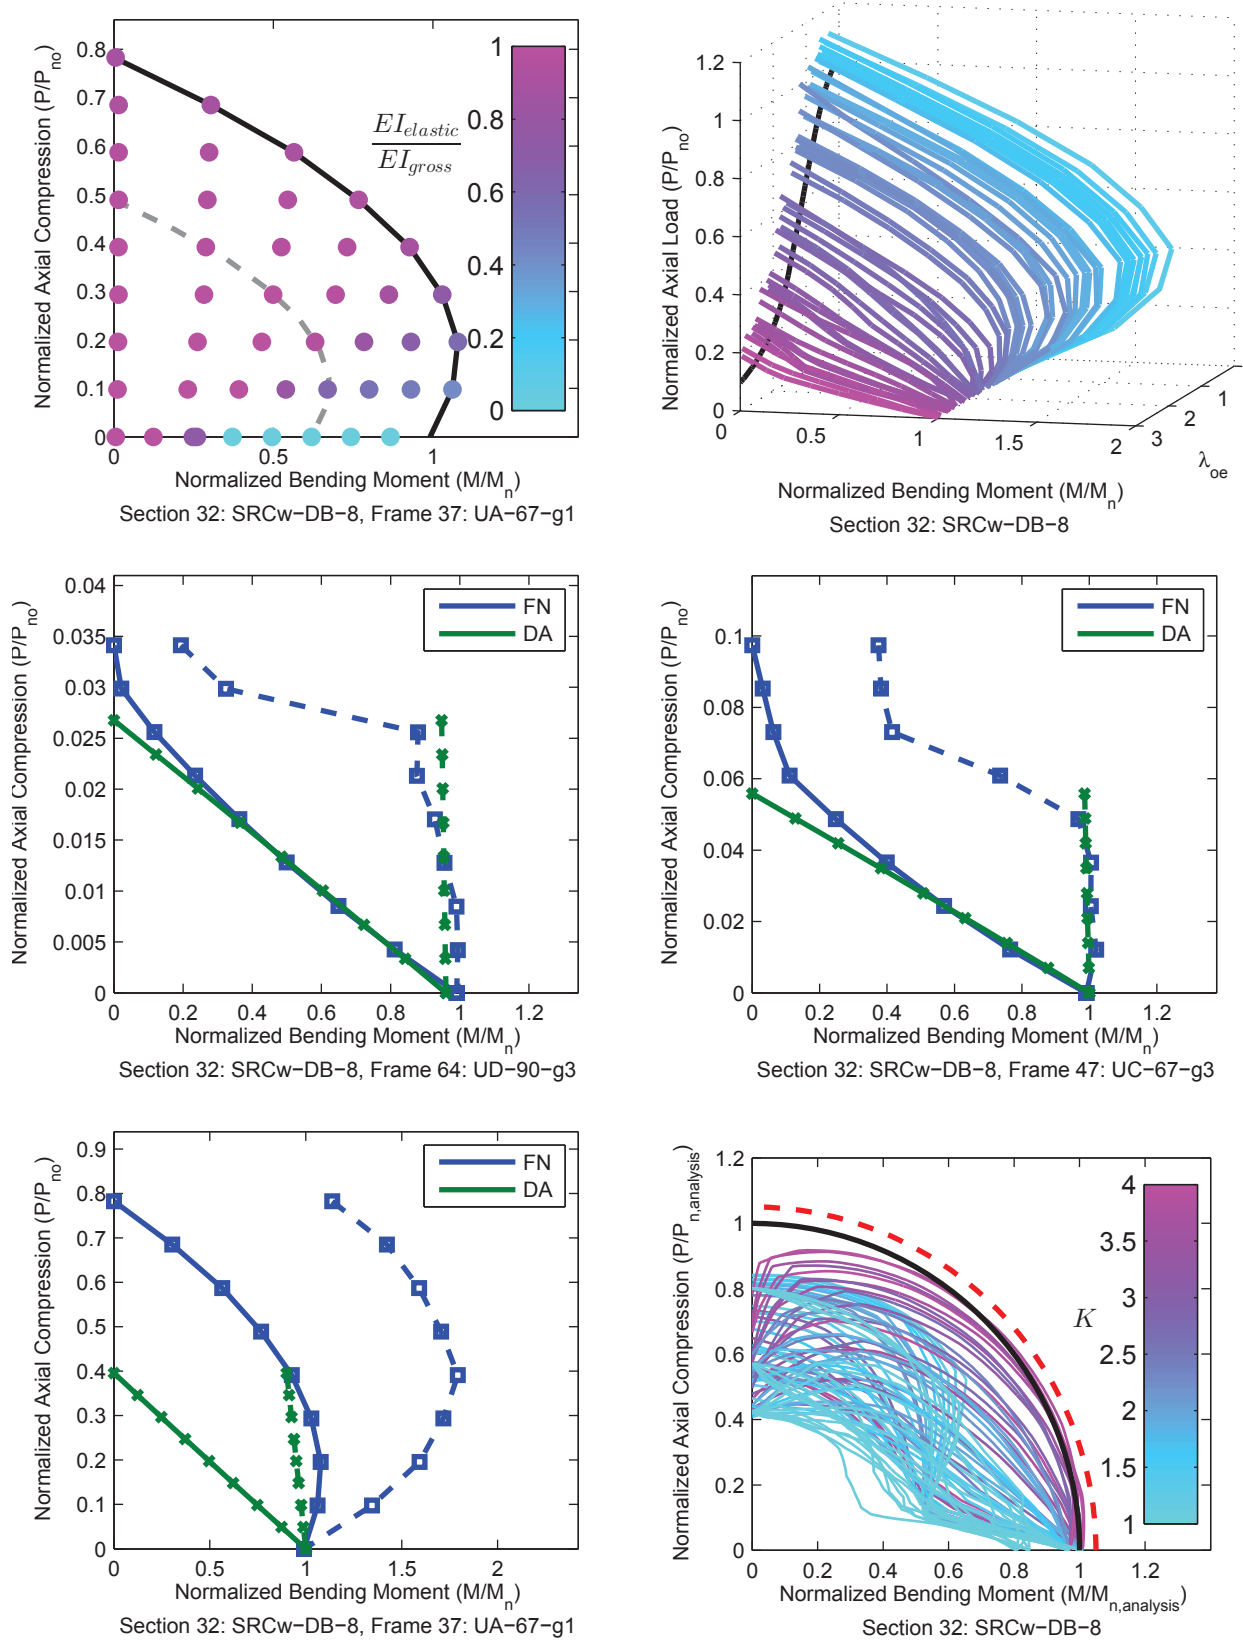 Normalized Axial Compression (P/Pno)
0.8
0.7
0.6
0.5
0.4
0.3
0.2
0.1
0
0 0.5 1
EIelastic
EIgross
1
0.8
0.6
0.4
0.2
0
Normalized Bending Moment (M/Mn)
Section 32: SRCw−DB−8, Frame 37: UA−67−g1
Normalized Axial Load (P/Pno)
1.2
1
0.8
0.6
0.4
0.2
0
0 0.5 1 1.5 2
3 2 1
λoe
Normalized Bending Moment (M/Mn)
Section 32: SRCw−DB−8
Normalized Axial Compression (P/Pno)
0.04
0.035
0.03
0.025
0.02
0.015
0.01
0.005
0
0 0.2 0.4 0.6 0.8 1 1.2
FN
DA
Normalized Bending Moment (M/Mn)
Section 32: SRCw−DB−8, Frame 64: UD−90−g3
Normalized Axial Compression (P/Pno)
0.1
0.08
0.06
0.04
0.02
0
0 0.2 0.4 0.6 0.8 1 1.2
FN
DA
Normalized Bending Moment (M/Mn)
Section 32: SRCw−DB−8, Frame 47: UC−67−g3
Normalized Axial Compression (P/Pno)
0.9
0.8
0.7
0.6
0.5
0.4
0.3
0.2
0.1
0
0 0.5 1 1.5 2
FN
DA
Normalized Bending Moment (M/Mn)
Section 32: SRCw−DB−8, Frame 37: UA−67−g1
Normalized Axial Compression (P/Pn,analysis)
1.2
1
0.8
0.6
0.4
0.2
0
0 0.2 0.4 0.6 0.8 1 1.2
K
4
3.5
3
2.5
2
1.5
1
Normalized Bending Moment (M/Mn,analysis)
Section 32: SRCw−DB−8